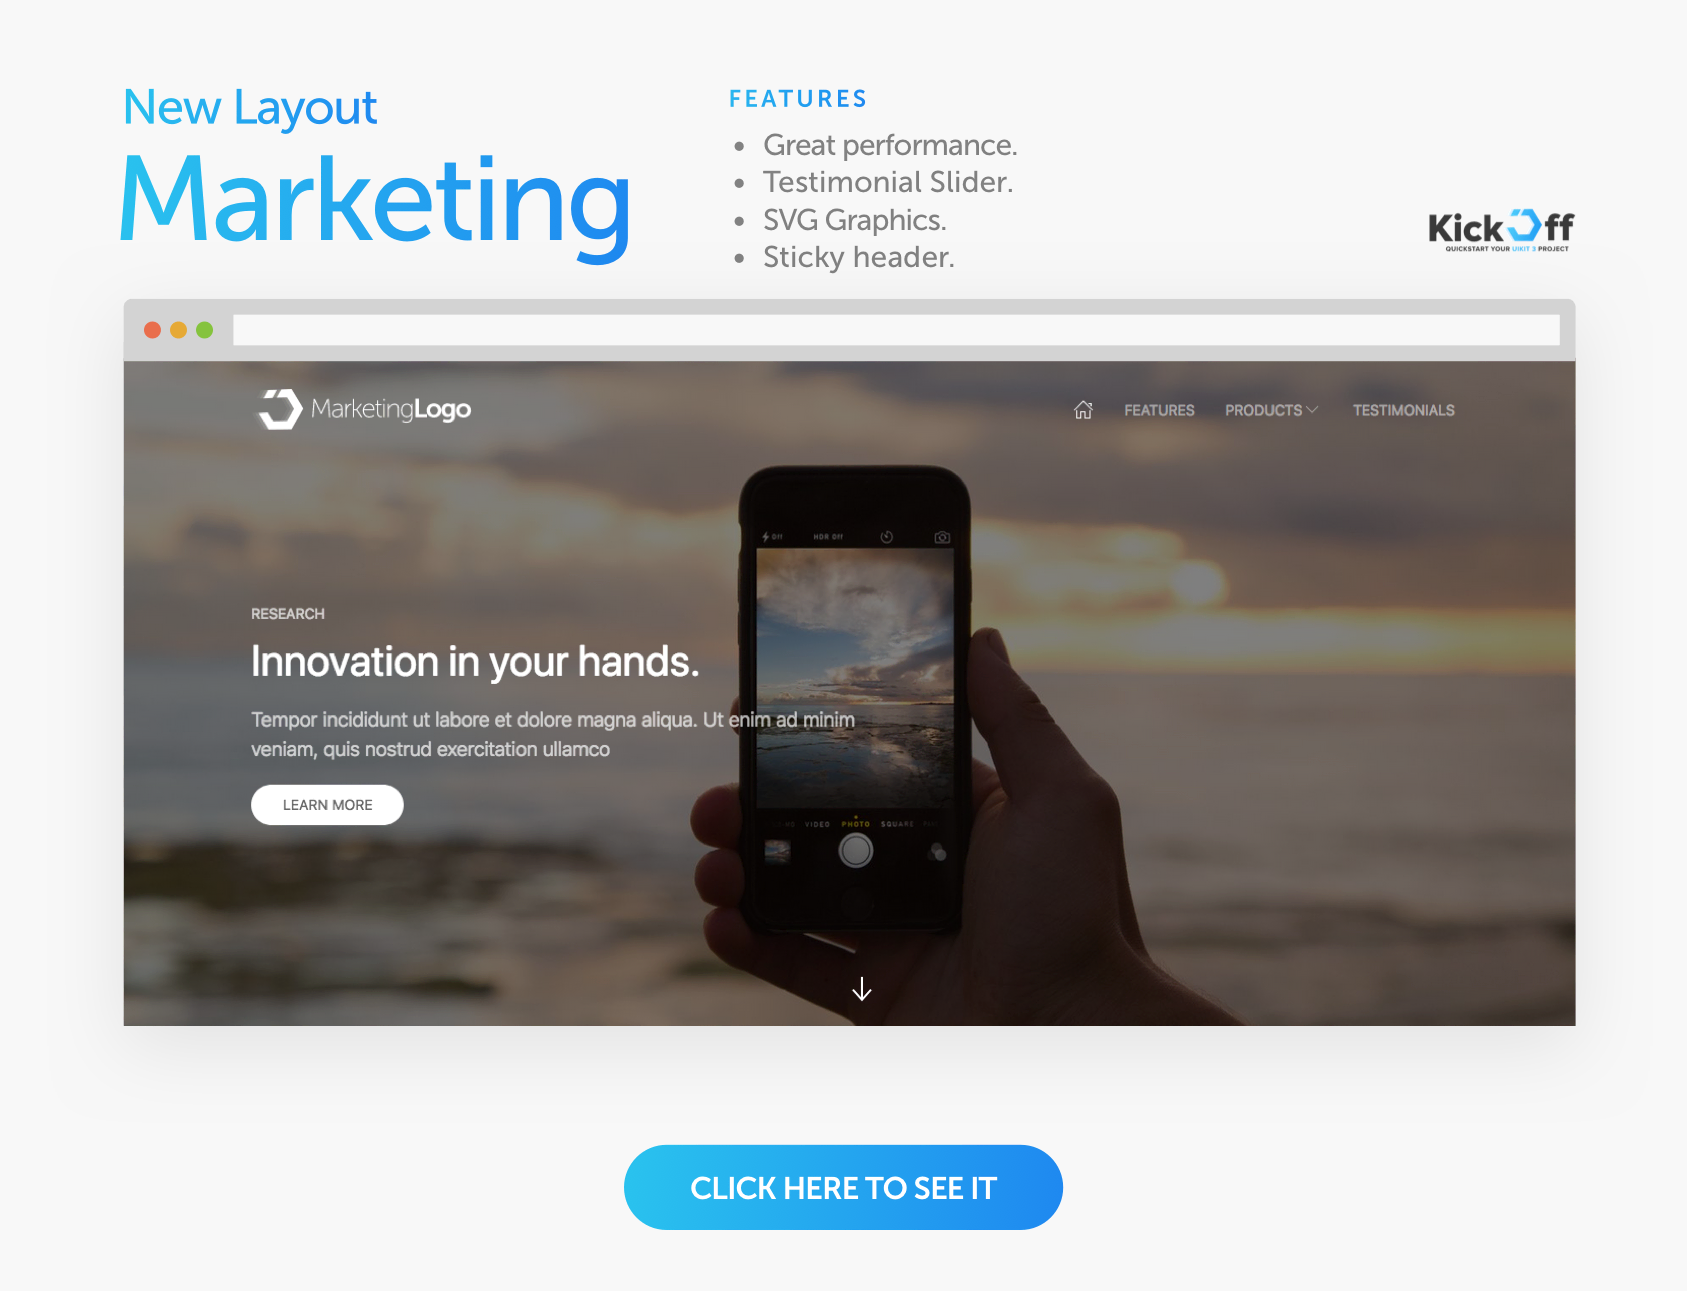 New Layout
Marketing
FEATURES
• Great performance.
• Testimonial Slider.
• SVG Graphics.
• Sticky header.
Kickoff
QUICKSTART YOUR UIKIT 3 PROJECT
MarketingLogo
FEATURES
PRODUCTS
TESTIMONIALS
Off
HDR Off
RESEARCH
Innovation in your hands.
Tempor incididunt ut labore et dolore magna aliqua. Ut enim ad minim
veniam, quis nostrud exercitation ullamco
LEARN MORE
VIDEO PHOTO SQUARE
CLICK HERE TO SEE IT